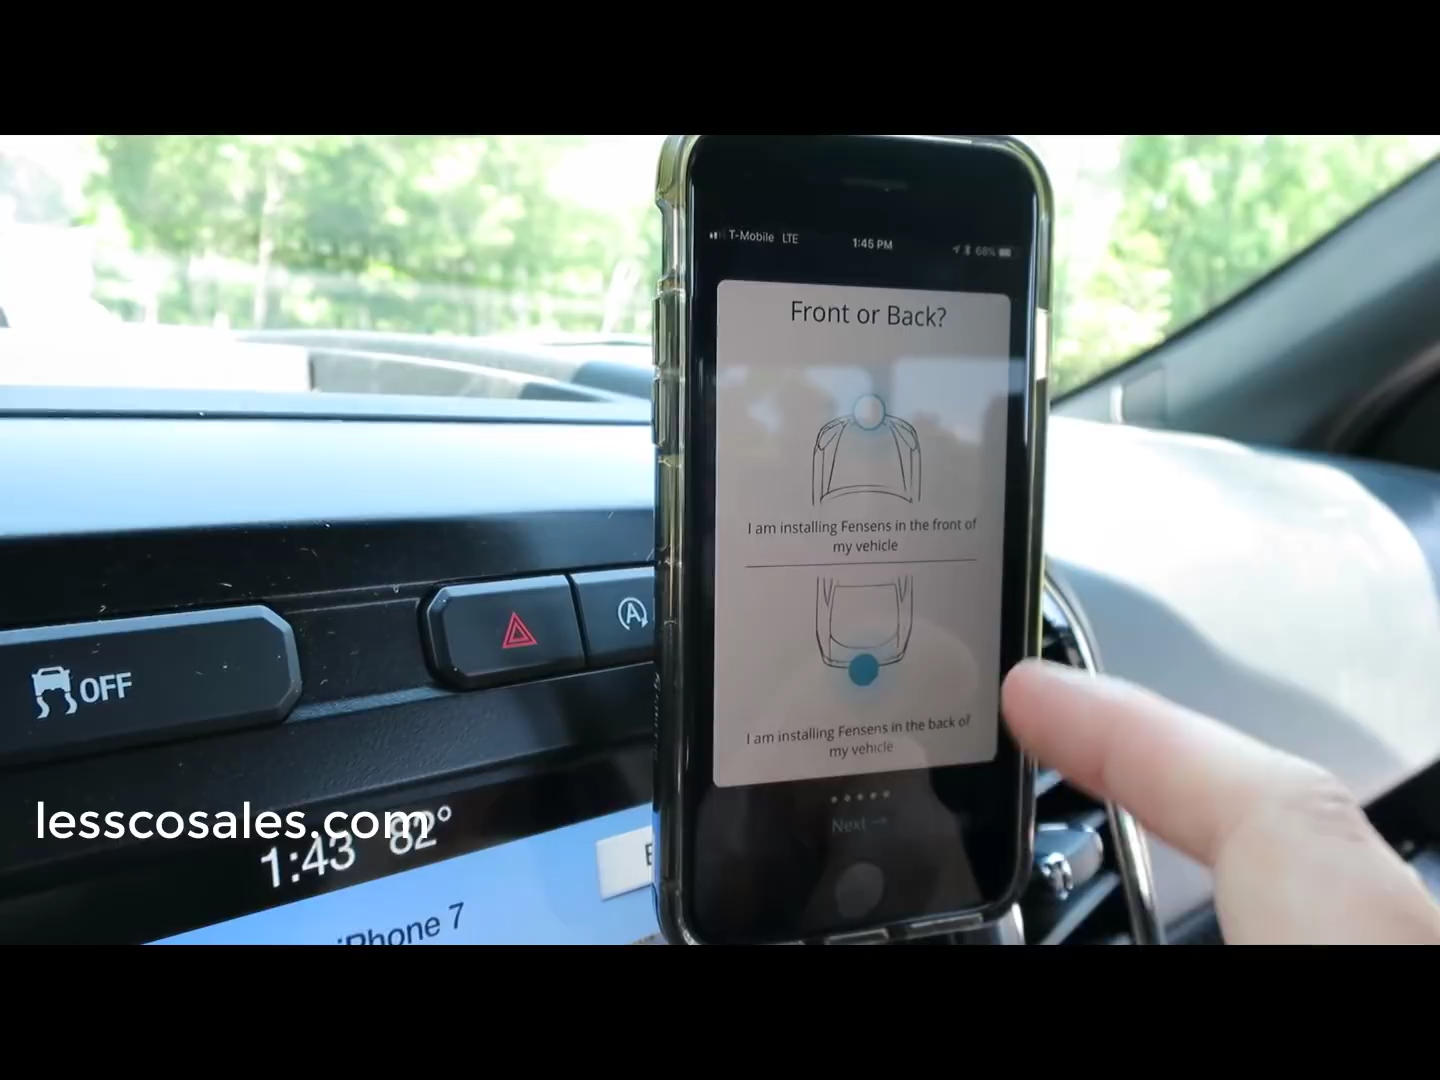 T-Mobile LTE
1:45 PM
68%
Front or Back?
I am installing Fensens in the front of
my vehicle
I am installing Fensens in the back of
my vehicle
Next
A
OFF
lesscosales.com
1:43 82°
iPhone 7